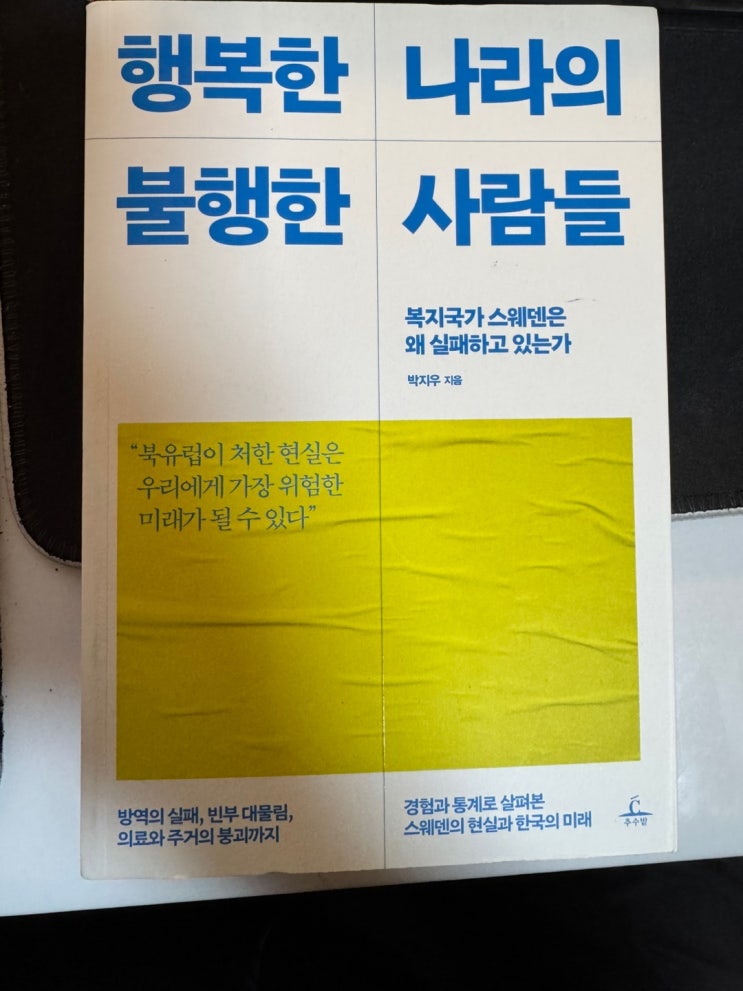 행복한 나라의
불행한 사람들
복지국가 스웨덴은
왜 실패하고 있는가
박지우 지음
“북유럽이 처한 현실은
우리에게 가장 위험한
미래가 될 수 있다”
방역의 실패, 빈부 대물림,
의료와 주거의 붕괴까지
경험과 통계로 살펴본
스웨덴의 현실과 한국의 미래
추수밭